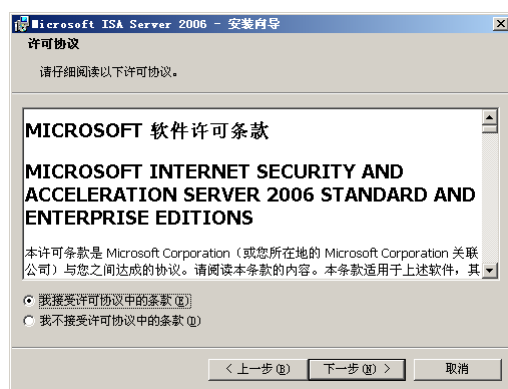 Microsoft ISA Server 2006 - 安装向导
许可协议
请仔细阅读以下许可协议。
MICROSOFT 软件许可条款
MICROSOFT INTERNET SECURITY AND
ACCELERATION SERVER 2006 STANDARD AND
ENTERPRISE EDITIONS
本许可条款是 Microsoft Corporation（或您所在地的 Microsoft Corporation 关联
公司）与您之间达成的协议。请阅读本条款的内容。本条款适用于上述软件，其
我接受许可协议中的条款(E)
我不接受许可协议中的条款(D)
< 上一步(B)
下一步(N) >
取消